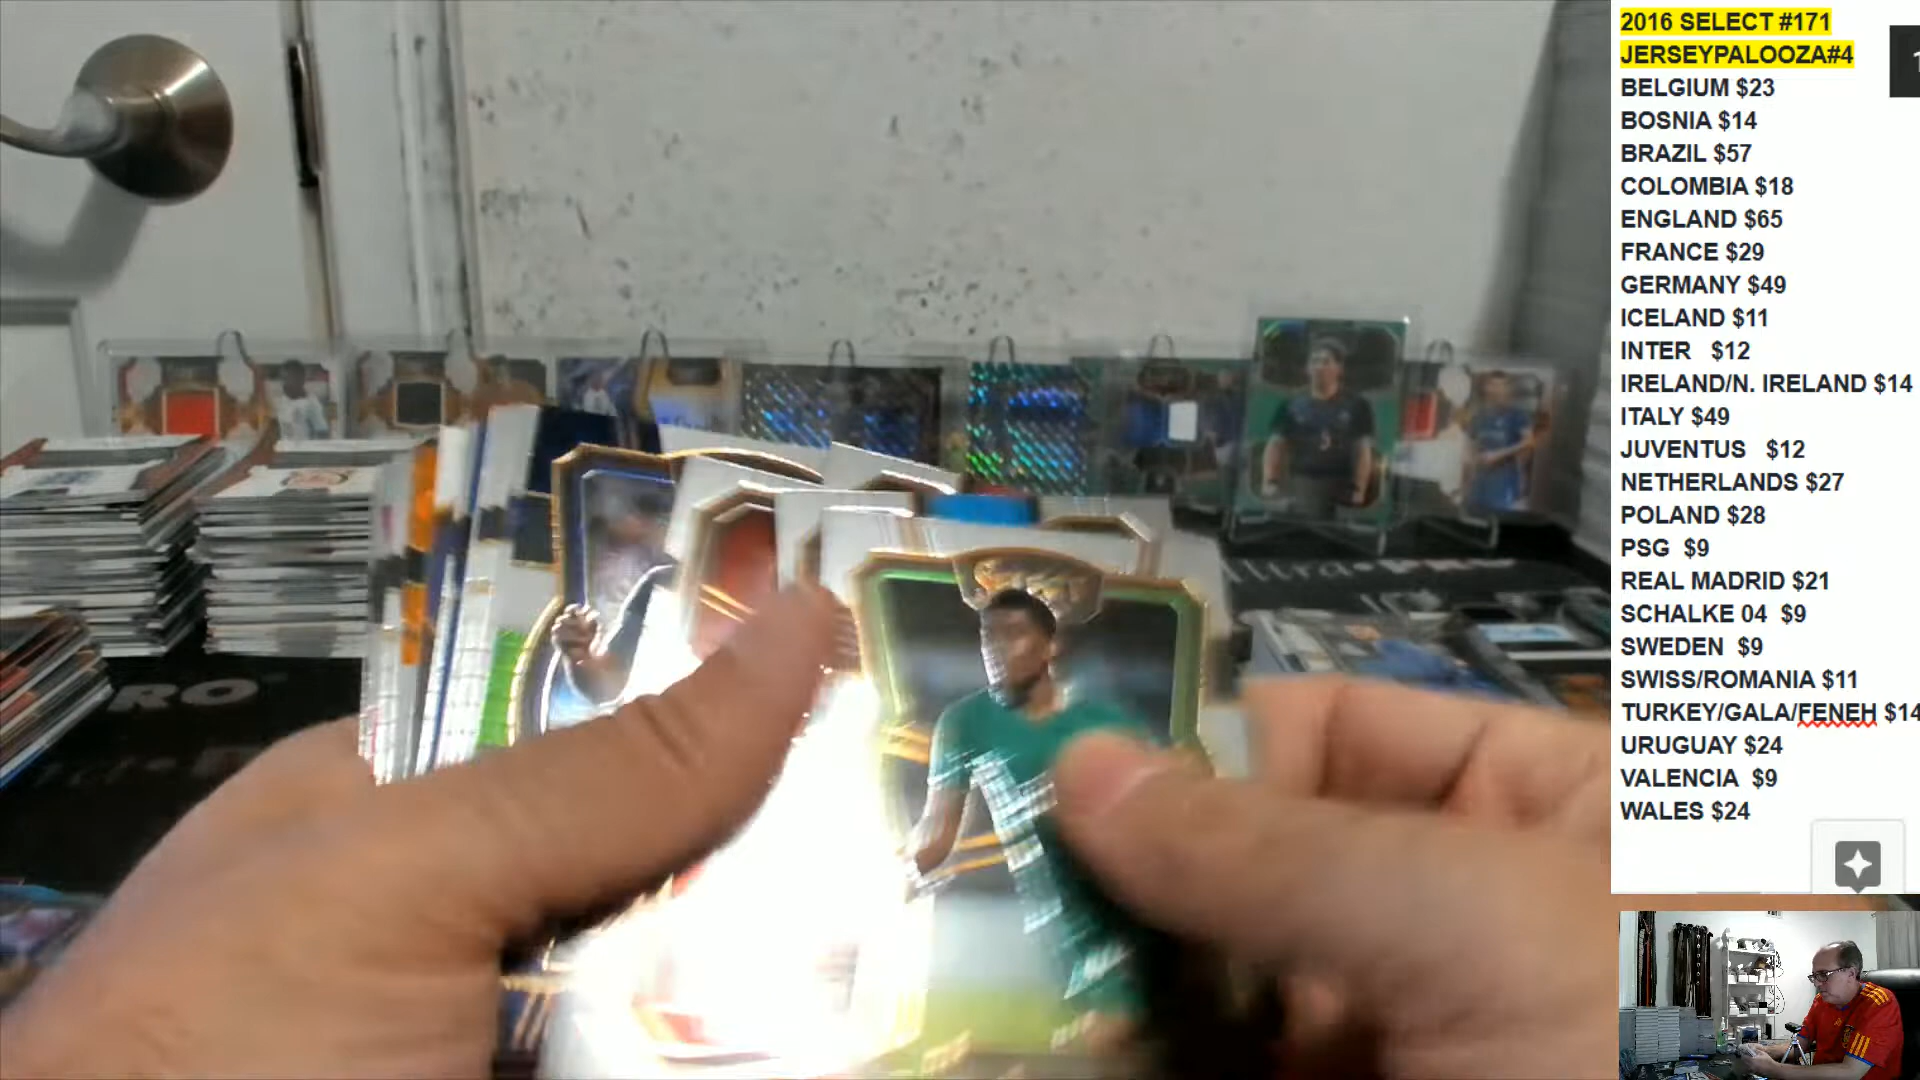 2016 SELECT #171
JERSEYPALOOZA#4
BELGIUM $23
BOSNIA $14
BRAZIL $57
COLOMBIA $18
ENGLAND $65
FRANCE $29
GERMANY $49
ICELAND $11
INTER $12
IRELAND/N. IRELAND $14
ITALY $49
JUVENTUS $12
NETHERLANDS $27
POLAND $28
PSG $9
REAL MADRID $21
SCHALKE 04 $9
SWEDEN $9
SWISS/ROMANIA $11
TURKEY/GALA/FENEH $14
URUGUAY $24
VALENCIA $9
WALES $24
RO